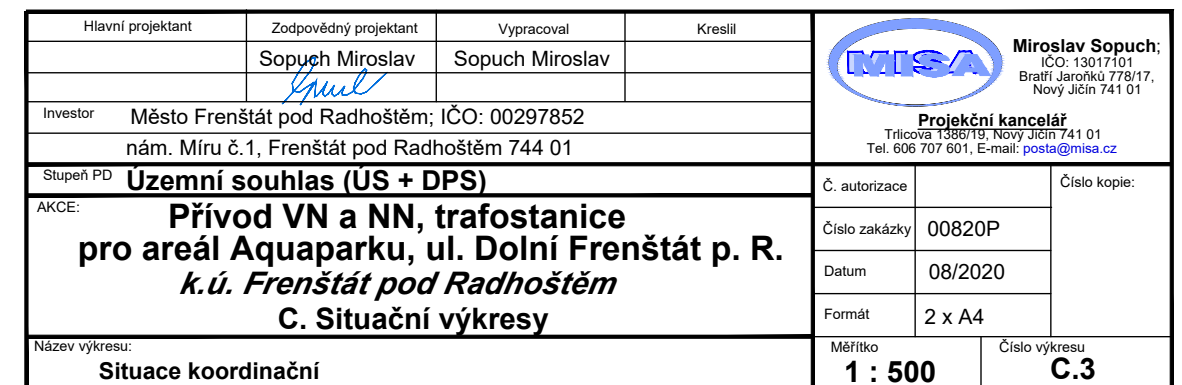 Hlavní projektant Zodpovědný projektant Vypracoval Kreslil
Sopuch Miroslav Sopuch Miroslav
Investor Město Frenštát pod Radhoštěm; IČO: 00297852
nám. Míru č.1, Frenštát pod Radhoštěm 744 01
MISA
Miroslav Sopuch;
IČO: 13017101
Bratří Jaroňků 778/17,
Nový Jičín 741 01
Projekční kancelář
Trlicova 1386/19, Nový Jičín 741 01
Tel. 606 707 601, E-mail: posta@misa.cz
Stupeň PD Územní souhlas (ÚS + DPS)
AKCE: Přívod VN a NN, trafostanice
pro areál Aquaparku, ul. Dolní Frenštát p. R.
k.ú. Frenštát pod Radhoštěm
C. Situační výkresy
Č. autorizace Číslo kopie:
Číslo zakázky 00820P
Datum 08/2020
Formát 2 x A4
Název výkresu:
Situace koordinační
Měřítko Číslo výkresu
1 : 500 C.3